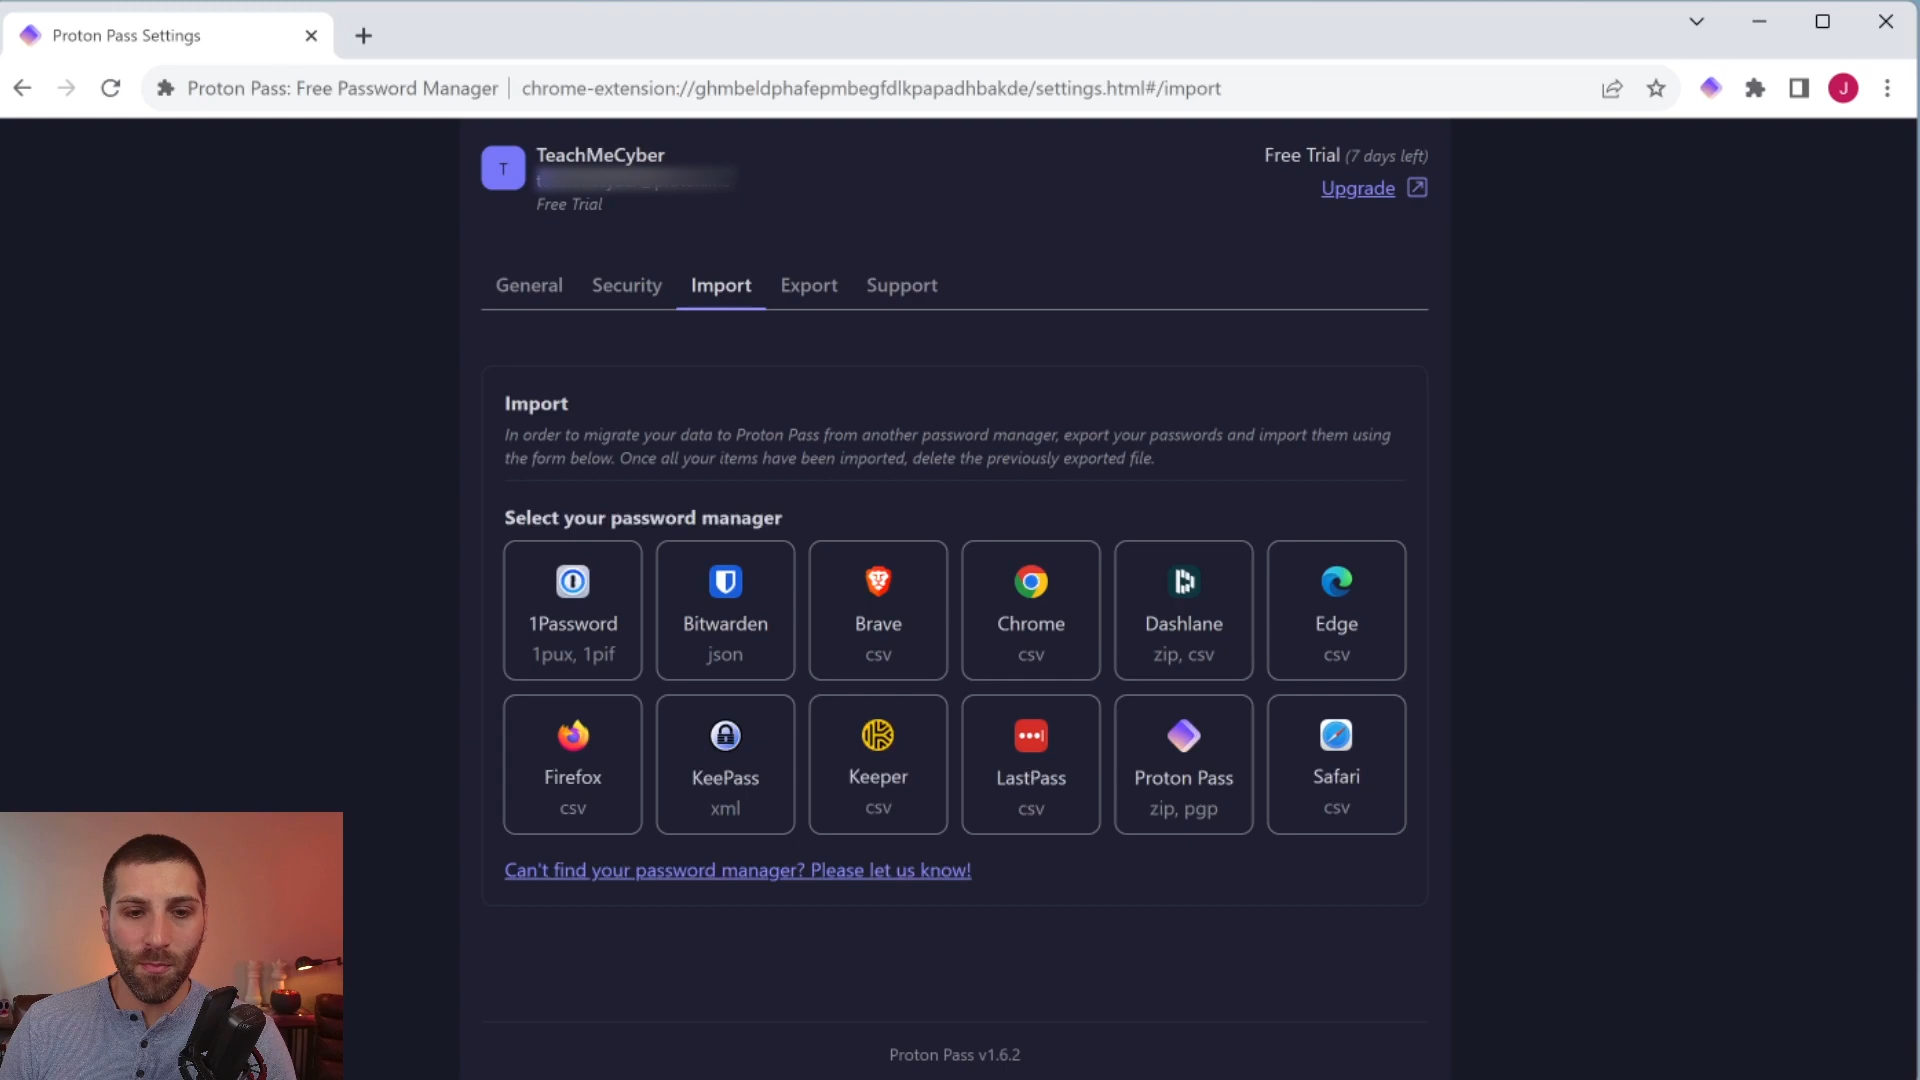 Proton Pass Settings
Proton Pass: Free Password Manager
chrome-extension://ghmbeldphafepmbegfdlkpapadhbakde/settings.html#/import
J
T
TeachMeCyber
Free Trial
Free Trial (7 days left)
Upgrade
General Security Import Export Support
Import
In order to migrate your data to Proton Pass from another password manager, export your passwords and import them using
the form below. Once all your items have been imported, delete the previously exported file.
Select your password manager
1Password
1pux, 1pif
Bitwarden
json
Brave
csv
Chrome
csv
Dashlane
zip, csv
Edge
csv
Firefox
csv
KeePass
xml
Keeper
csv
LastPass
csv
Proton Pass
zip, pgp
Safari
csv
Can't find your password manager? Please let us know!
Proton Pass v1.6.2